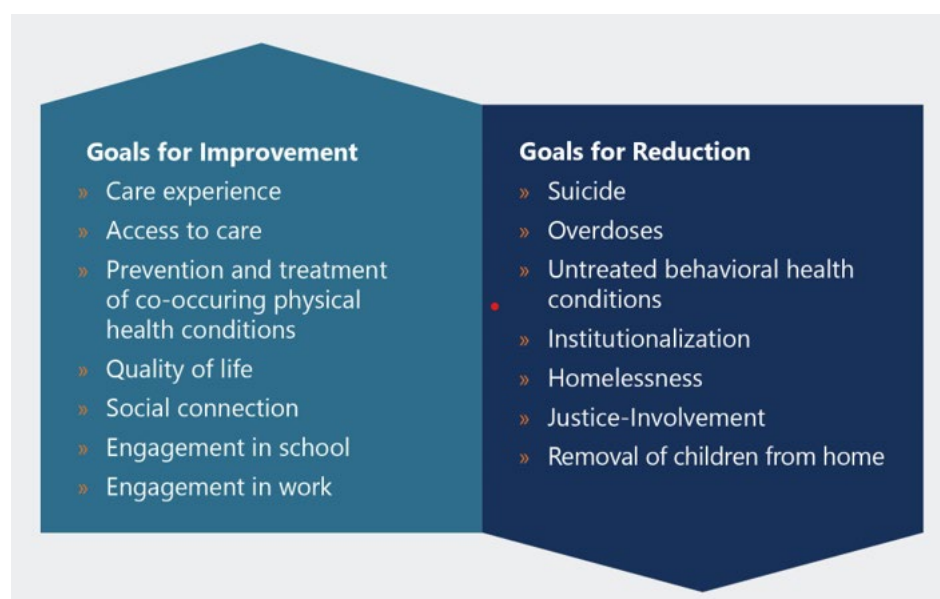 Goals for Improvement
» Care experience
» Access to care
» Prevention and treatment
of co-occuring physical
health conditions
» Quality of life
» Social connection
» Engagement in school
» Engagement in work
Goals for Reduction
» Suicide
» Overdoses
» Untreated behavioral health
conditions
» Institutionalization
» Homelessness
» Justice-Involvement
» Removal of children from home